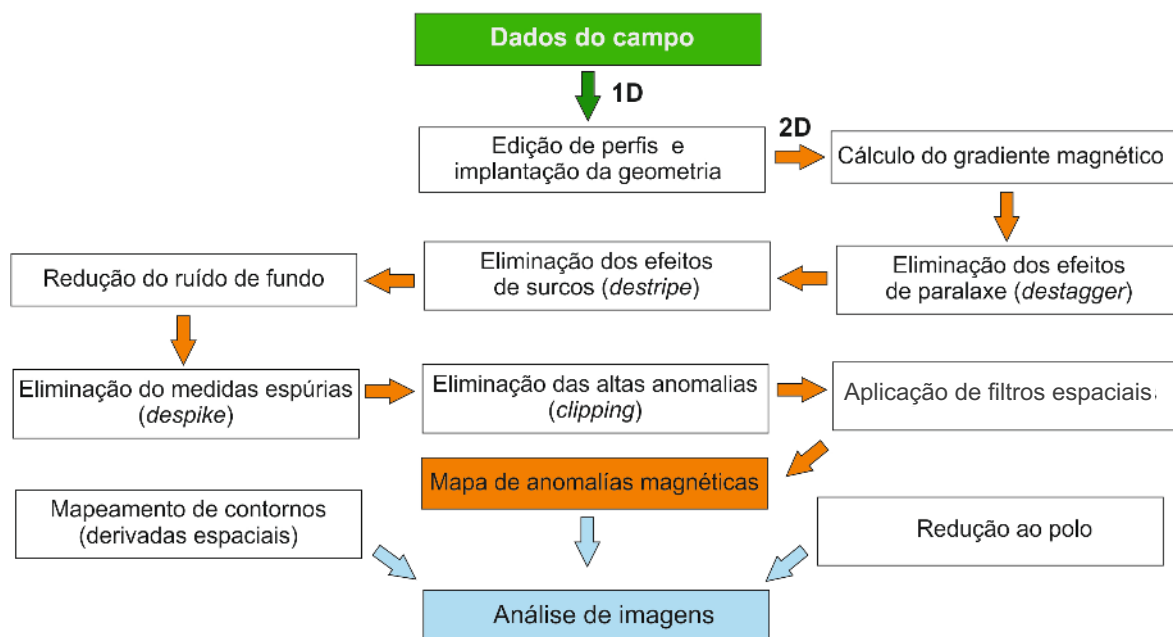 Dados do campo
1D
Edição de perfis e
implantação da geometria
2D
Cálculo do gradiente magnético
Eliminação dos efeitos
de paralaxe (destagger)
Eliminação dos efeitos
de surcos (destripe)
Redução do ruído de fundo
Eliminação do medidas espúrias
(despike)
Eliminação das altas anomalias
(clipping)
Aplicação de filtros espaciais
Mapa de anomalías magnéticas
Mapeamento de contornos
(derivadas espaciais)
Redução ao polo
Análise de imagens